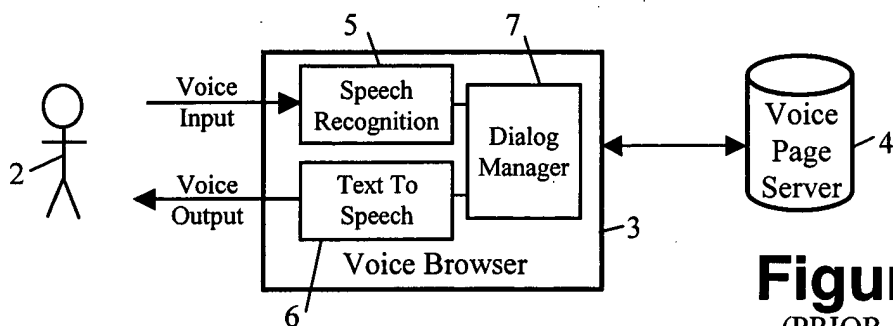 5
7
Voice
Input
Speech
Recognition
Dialog
Manager
Voice
Page
Server
4
2
Voice
Output
Text To
Speech
3
Voice Browser
6
(PRIOR